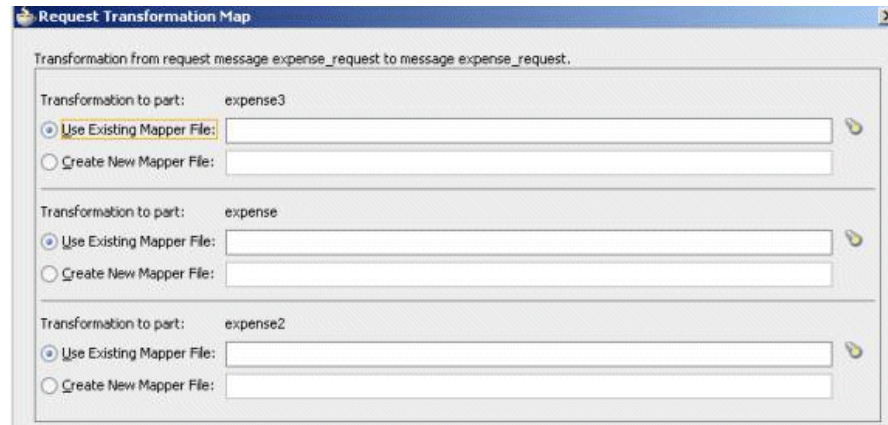 Request Transformation Map
Transformation from request message expense_request to message expense_request.
Transformation to part: expense3
Use Existing Mapper File:
Create New Mapper File:
Transformation to part: expense
Use Existing Mapper File:
Create New Mapper File:
Transformation to part: expense2
Use Existing Mapper File:
Create New Mapper File: